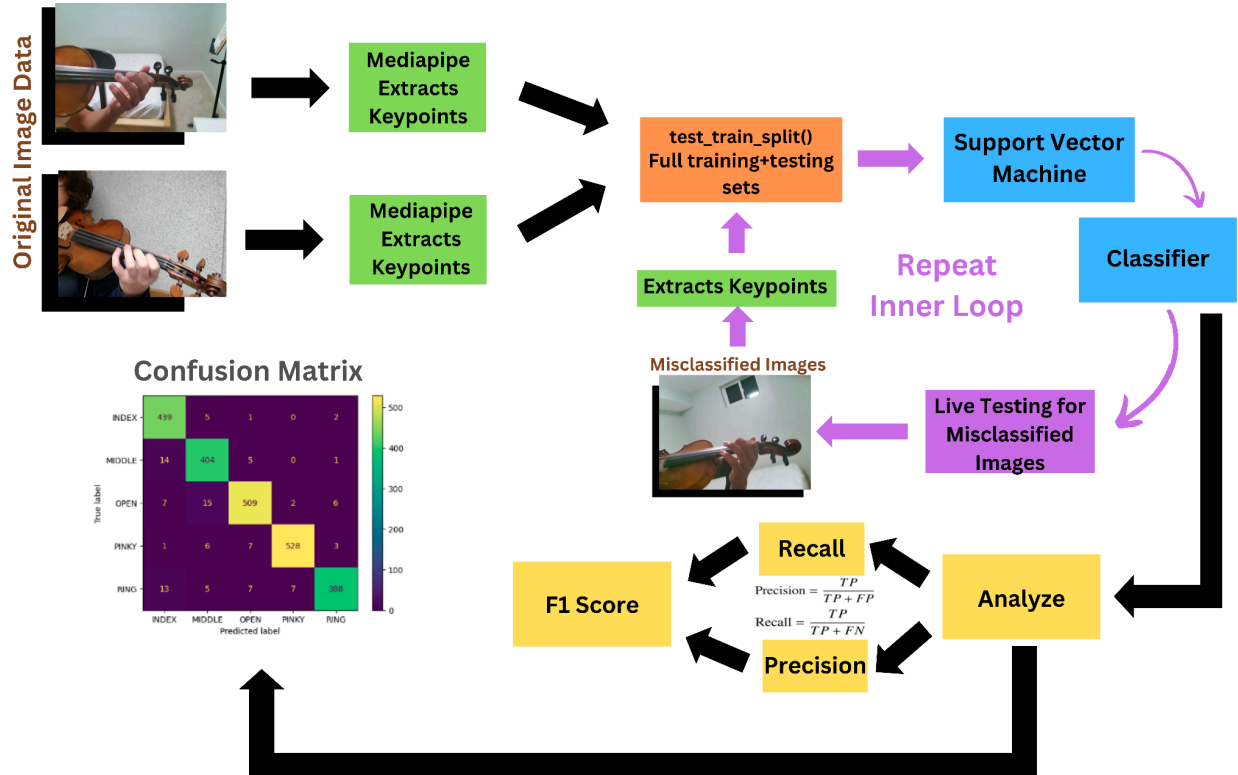 Original Image Data
Mediapipe
Extracts
Keypoints
Mediapipe
Extracts
Keypoints
test_train_split()
Full training+testing
sets
Support Vector
Machine
Classifier
Repeat
Inner Loop
Extracts Keypoints
Misclassified Images
Live Testing for
Misclassified
Images
Confusion Matrix
True label
INDEX 439 5 1 0 2
MIDDLE 14 404 5 0 1
OPEN 7 15 509 2 6
PINKY 1 6 7 528 3
RING 13 5 7 7 388
INDEX MIDDLE OPEN PINKY RING
Predicted label
500
400
300
200
100
0
Analyze
Recall
Precision = TP / TP + FP
Recall = TP / TP + FN
Precision
F1 Score